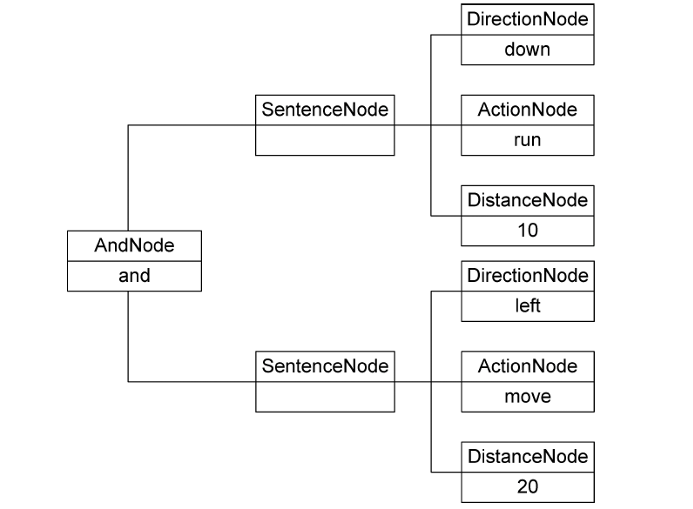 DirectionNode
down
SentenceNode
ActionNode
run
DistanceNode
10
AndNode
and
DirectionNode
left
SentenceNode
ActionNode
move
DistanceNode
20